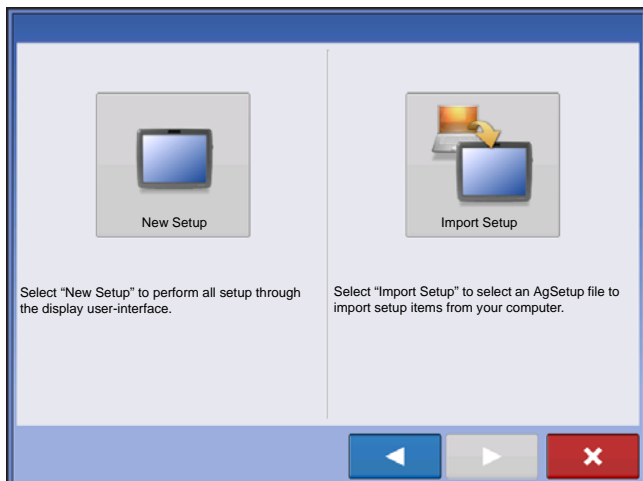 New Setup
Select “New Setup” to perform all setup through
the display user-interface.
Import Setup
Select “Import Setup” to select an AgSetup file to
import setup items from your computer.